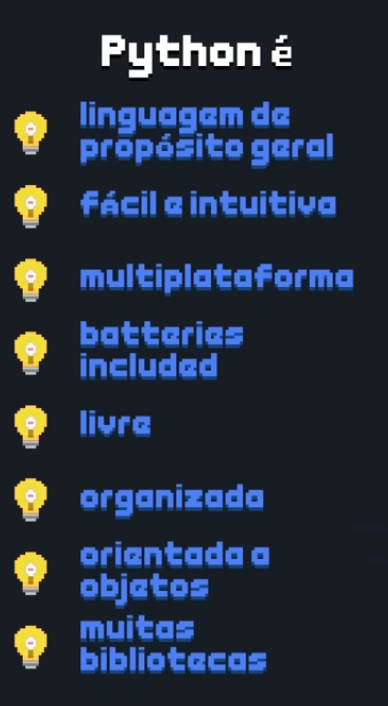 Python é
linguagem de
propósito geral
fácil e intuitiva
multiplataforma
batteries
included
livre
organizada
orientada a
objetos
muitas
bibliotecas